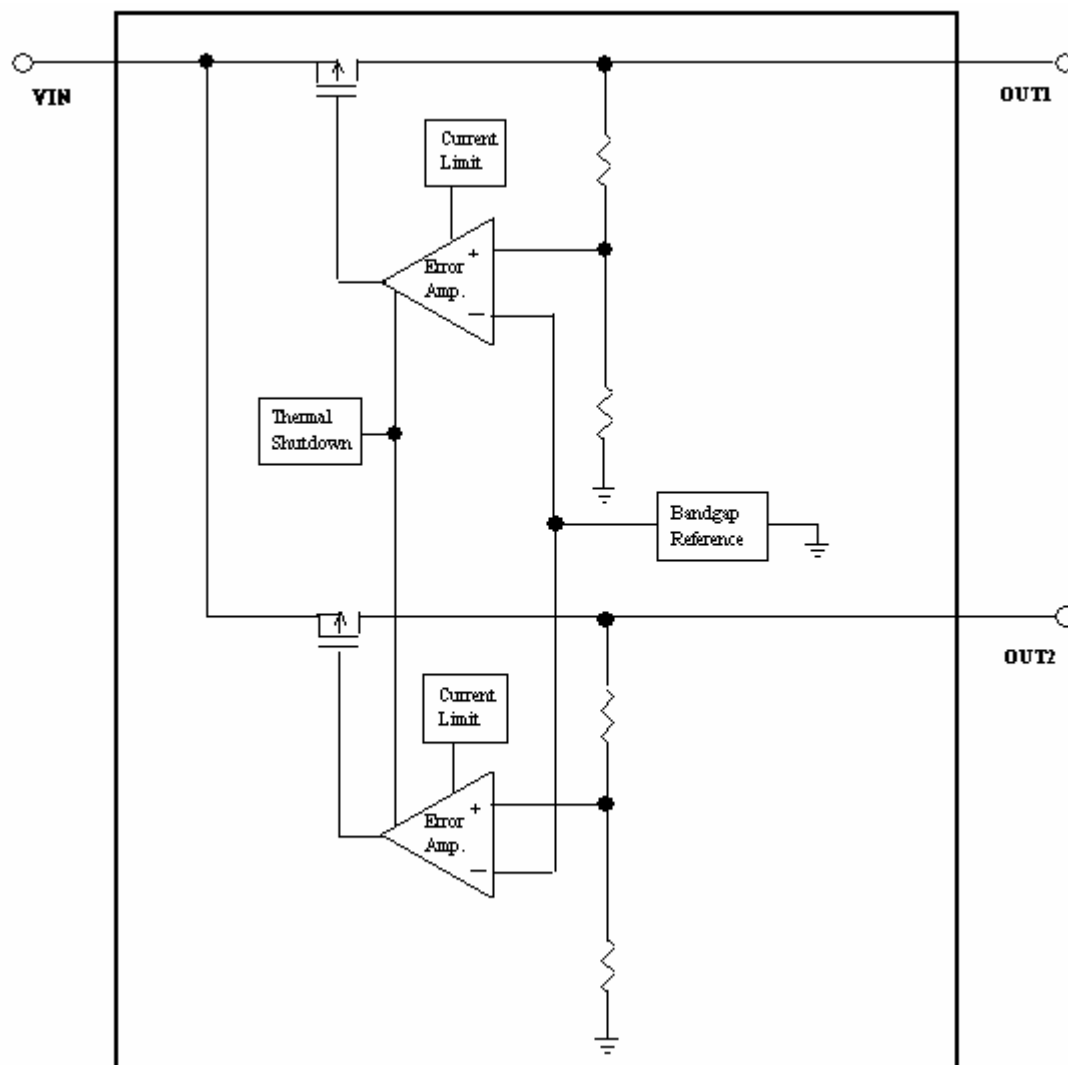 VIN
OUT1
Current
Limit
+
Error
Amp.
—
Thermal
Shutdown
Bandgap
Reference
OUT2
Current
Limit
+
Error
Amp.
—